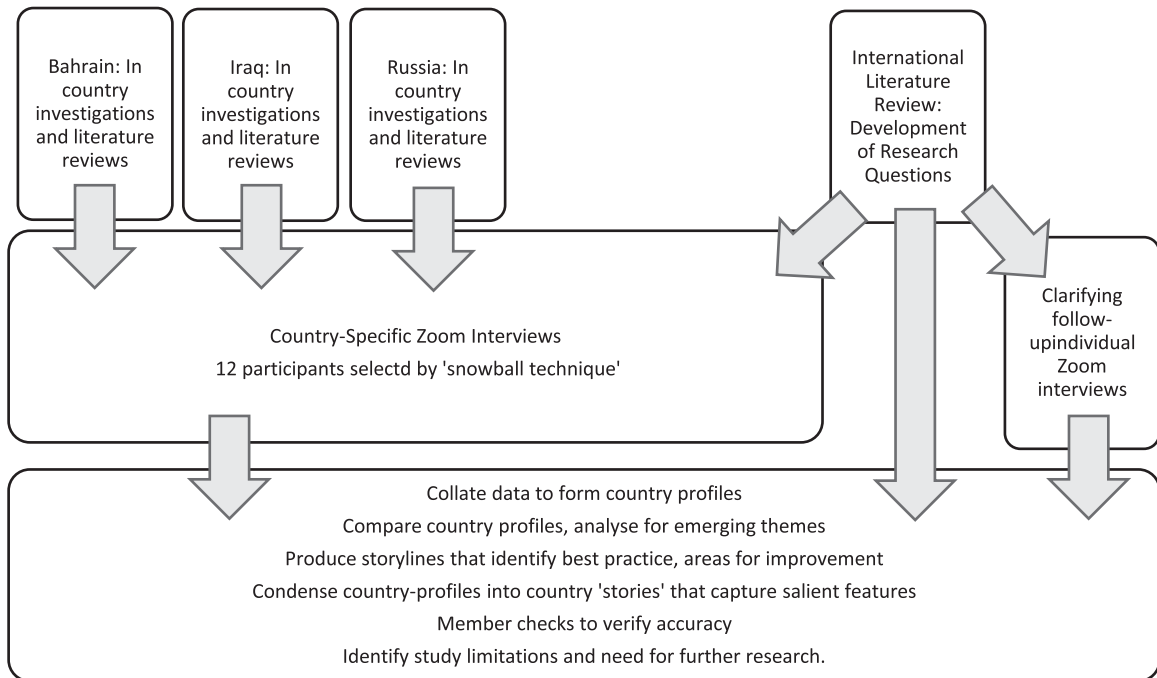 Bahrain: In
country
investigations
and literature
reviews
Iraq: In
country
investigations
and literature
reviews
Russia: In
country
investigations
and literature
reviews
International
Literature
Review:
Development
of Research
Questions
Country-Specific Zoom Interviews
12 participants selectd by 'snowball technique'
Clarifying
follow-
upindividual
Zoom
interviews
Collate data to form country profiles
Compare country profiles, analyse for emerging themes
Produce storylines that identify best practice, areas for improvement
Condense country-profiles into country 'stories' that capture salient features
Member checks to verify accuracy
Identify study limitations and need for further research.